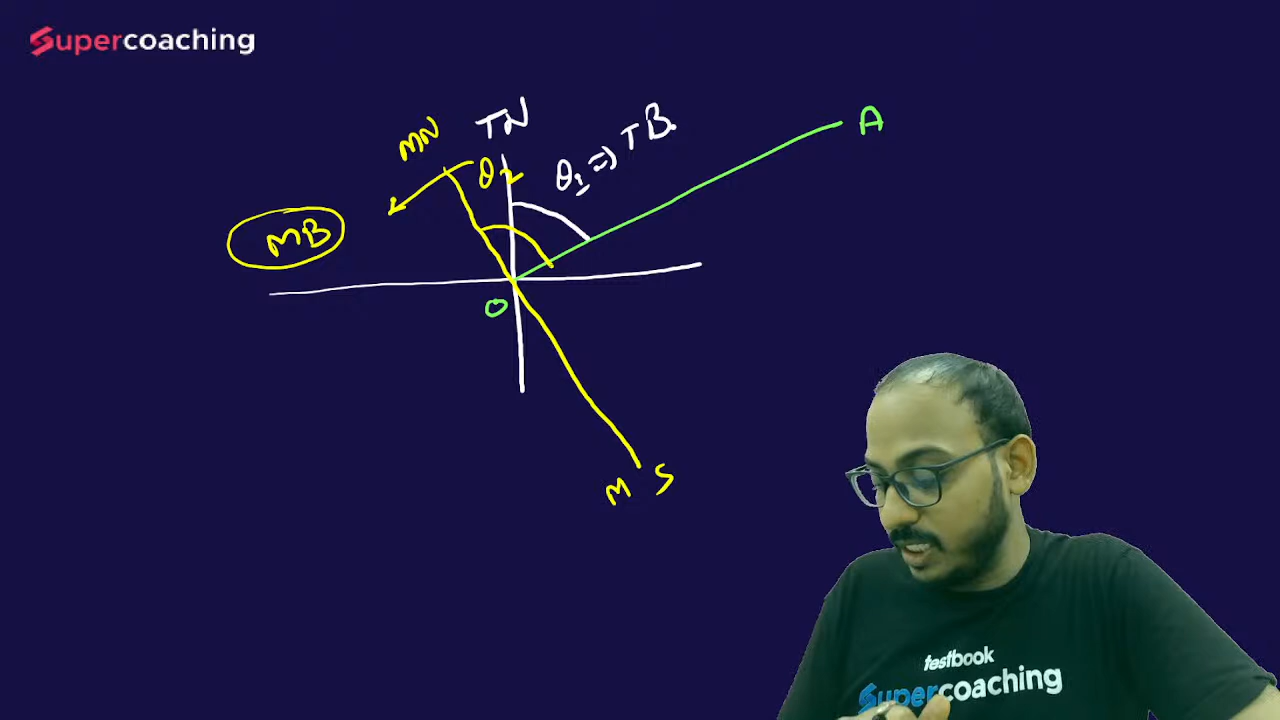 Supercoaching
TN
MN
θ2
θ1 ⇒ TB.
A
MB
O
M S
testbook
Supercoaching